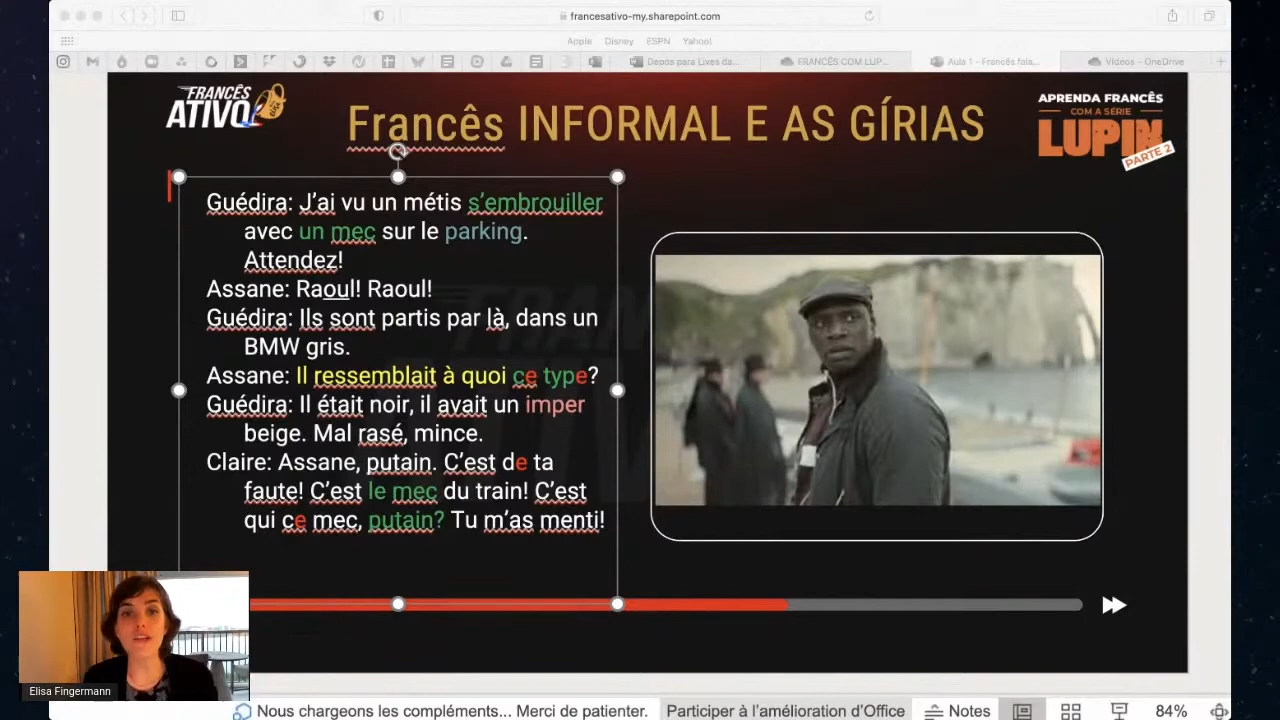 francesativo-my.sharepoint.com
Apple Disney ESPN Yahoo!
Depos para Lives da... FRANCÊS COM LUP... Aula 1 - Francês fala... Vídeos - OneDrive
FRANCÊS
ATIVO
Francês INFORMAL E AS GÍRIAS
APRENDA FRANCÊS
COM A SÉRIE
LUPIN
PARTE 2
Guédira: J'ai vu un métis s'embrouiller
avec un mec sur le parking.
Attendez!
Assane: Raoul! Raoul!
Guédira: Ils sont partis par là, dans un
BMW gris.
Assane: Il ressemblait à quoi ce type?
Guédira: Il était noir, il avait un imper
beige. Mal rasé, mince.
Claire: Assane, putain. C'est de ta
faute! C'est le mec du train! C'est
qui ce mec, putain? Tu m'as menti!
Elisa Fingermann
Nous chargeons les compléments... Merci de patienter. Participer à l'amélioration d'Office Notes 84%